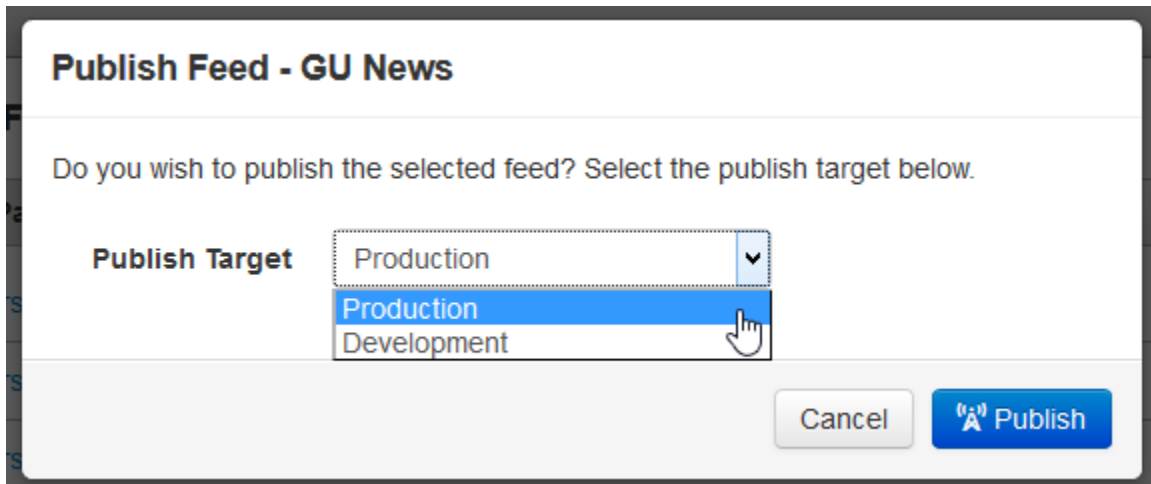 Publish Feed - GU News
Do you wish to publish the selected feed? Select the publish target below.
Publish Target Production
Production
Development
Cancel Publish